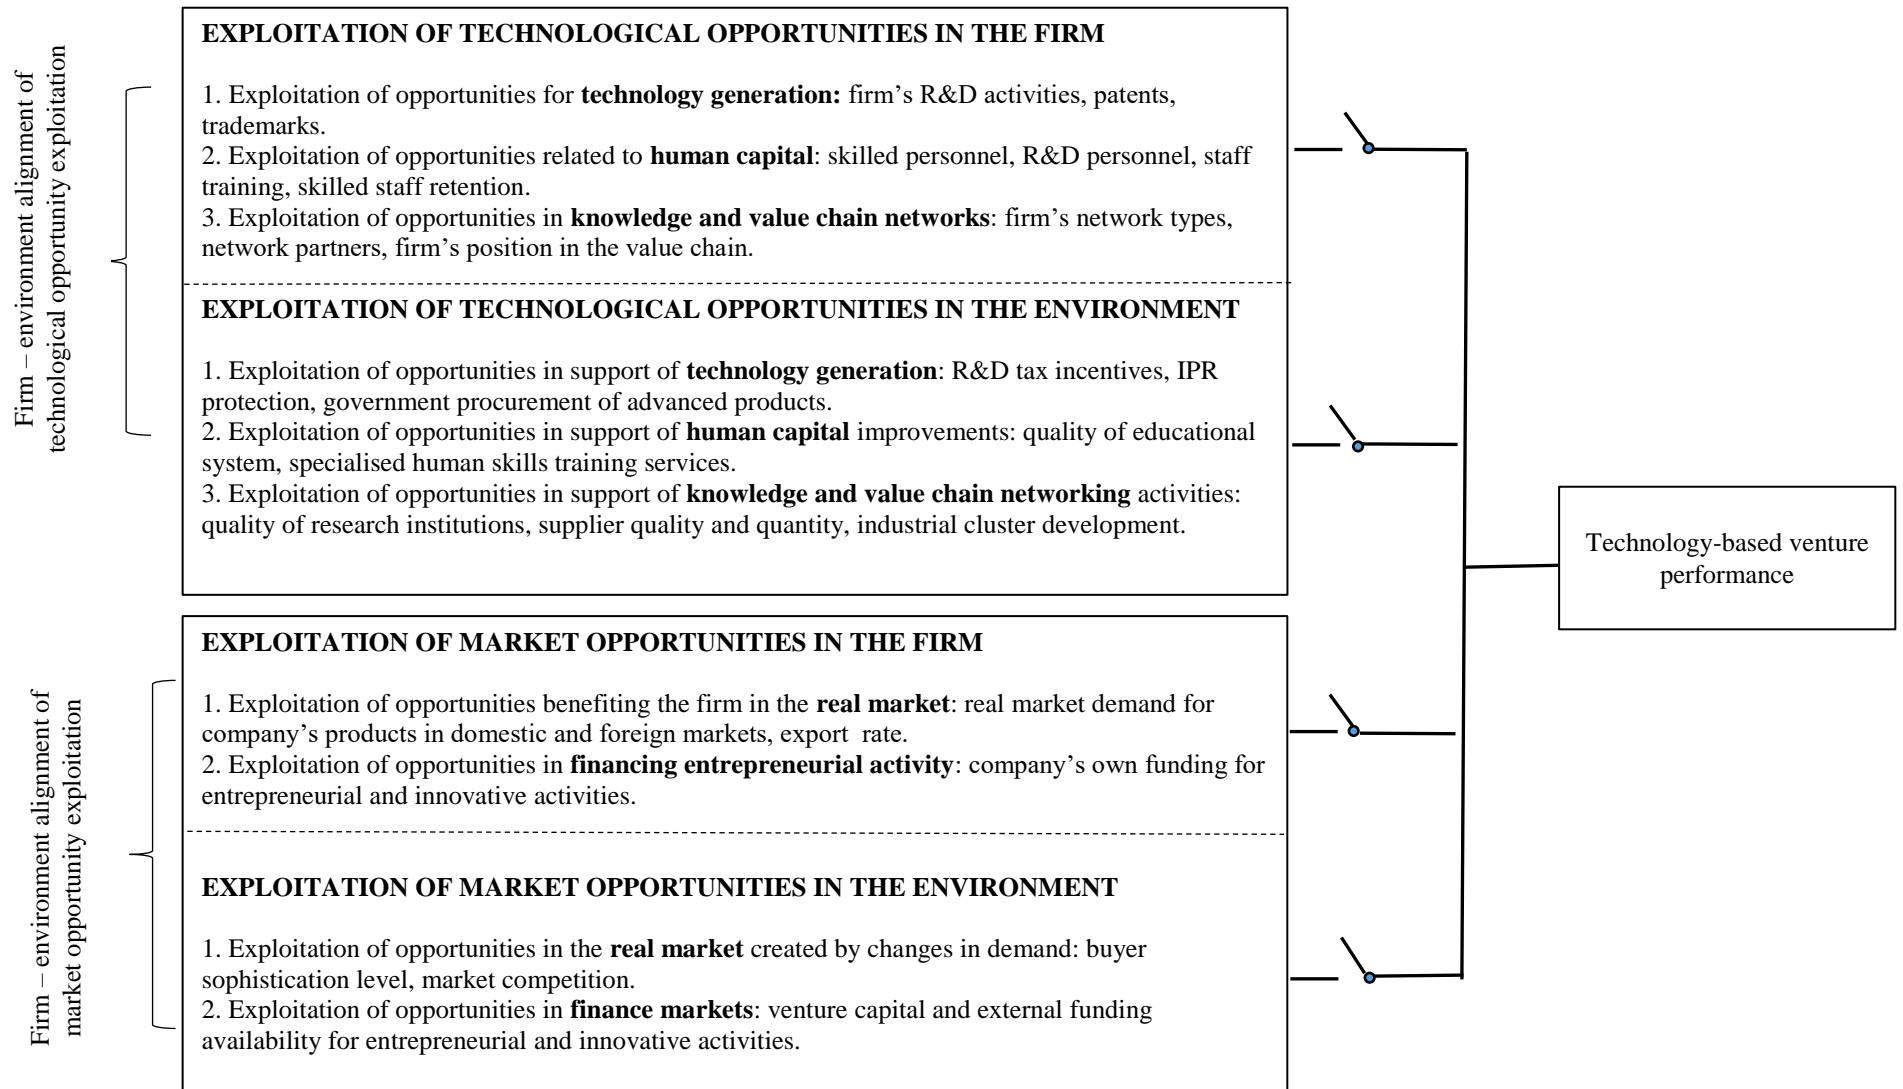 Firm – environment alignment of
technological opportunity exploitation
EXPLOITATION OF TECHNOLOGICAL OPPORTUNITIES IN THE FIRM
1. Exploitation of opportunities for technology generation: firm’s R&D activities, patents,
trademarks.
2. Exploitation of opportunities related to human capital: skilled personnel, R&D personnel, staff
training, skilled staff retention.
3. Exploitation of opportunities in knowledge and value chain networks: firm’s network types,
network partners, firm’s position in the value chain.
EXPLOITATION OF TECHNOLOGICAL OPPORTUNITIES IN THE ENVIRONMENT
1. Exploitation of opportunities in support of technology generation: R&D tax incentives, IPR
protection, government procurement of advanced products.
2. Exploitation of opportunities in support of human capital improvements: quality of educational
system, specialised human skills training services.
3. Exploitation of opportunities in support of knowledge and value chain networking activities:
quality of research institutions, supplier quality and quantity, industrial cluster development.
Firm – environment alignment of
market opportunity exploitation
EXPLOITATION OF MARKET OPPORTUNITIES IN THE FIRM
1. Exploitation of opportunities benefiting the firm in the real market: real market demand for
company’s products in domestic and foreign markets, export rate.
2. Exploitation of opportunities in financing entrepreneurial activity: company’s own funding for
entrepreneurial and innovative activities.
EXPLOITATION OF MARKET OPPORTUNITIES IN THE ENVIRONMENT
1. Exploitation of opportunities in the real market created by changes in demand: buyer
sophistication level, market competition.
2. Exploitation of opportunities in finance markets: venture capital and external funding
availability for entrepreneurial and innovative activities.
Technology-based venture
performance